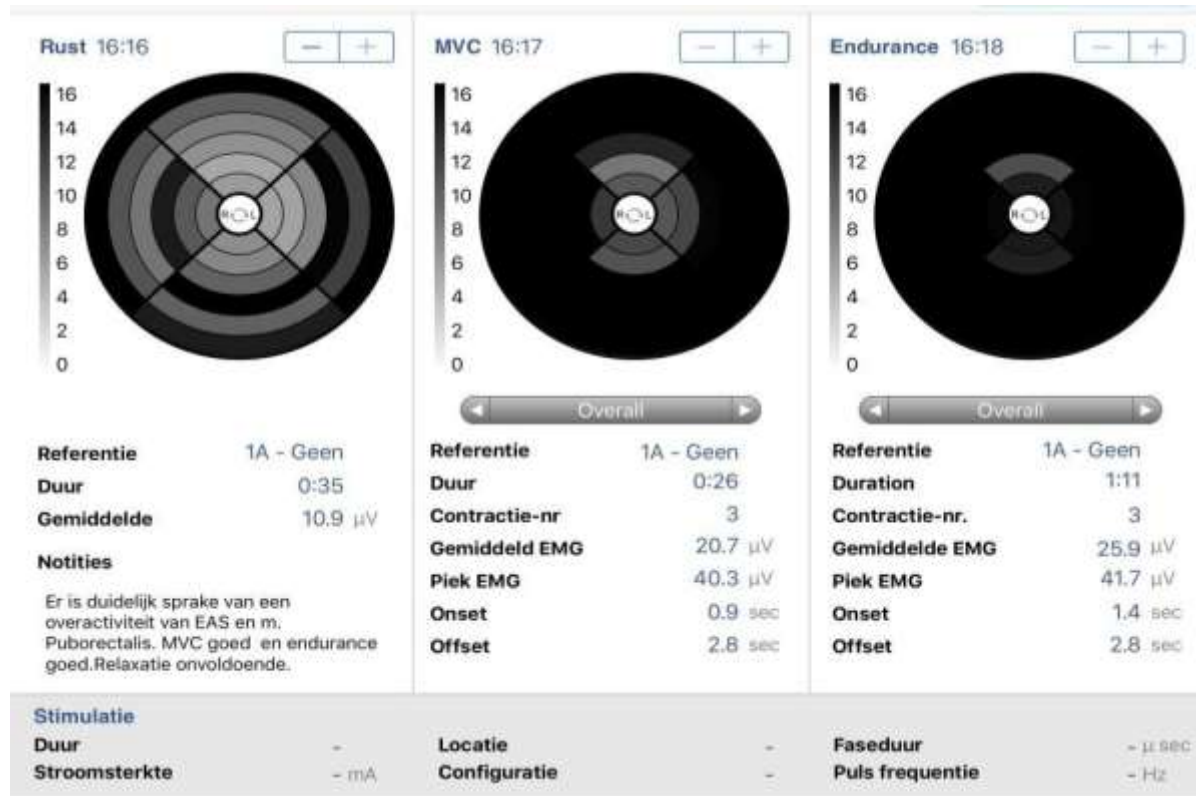 Rust 16:16
− +
16
14
12
10
8
6
4
2
0
R L
Referentie 1A - Geen
Duur 0:35
Gemiddelde 10.9 µV
Notities
Er is duidelijk sprake van een
overactiviteit van EAS en m.
Puborectalis. MVC goed en endurance
goed.Relaxatie onvoldoende.
MVC 16:17
− +
16
14
12
10
8
6
4
2
0
R L
Overall
Referentie 1A - Geen
Duur 0:26
Contractie-nr 3
Gemiddeld EMG 20.7 µV
Piek EMG 40.3 µV
Onset 0.9 sec
Offset 2.8 sec
Endurance 16:18
− +
16
14
12
10
8
6
4
2
0
R L
Overall
Referentie 1A - Geen
Duration 1:11
Contractie-nr. 3
Gemiddelde EMG 25.9 µV
Piek EMG 41.7 µV
Onset 1.4 sec
Offset 2.8 sec
Stimulatie
Duur -
Stroomsterkte - mA
Locatie -
Configuratie -
Faseduur - µ sec
Puls frequentie - Hz